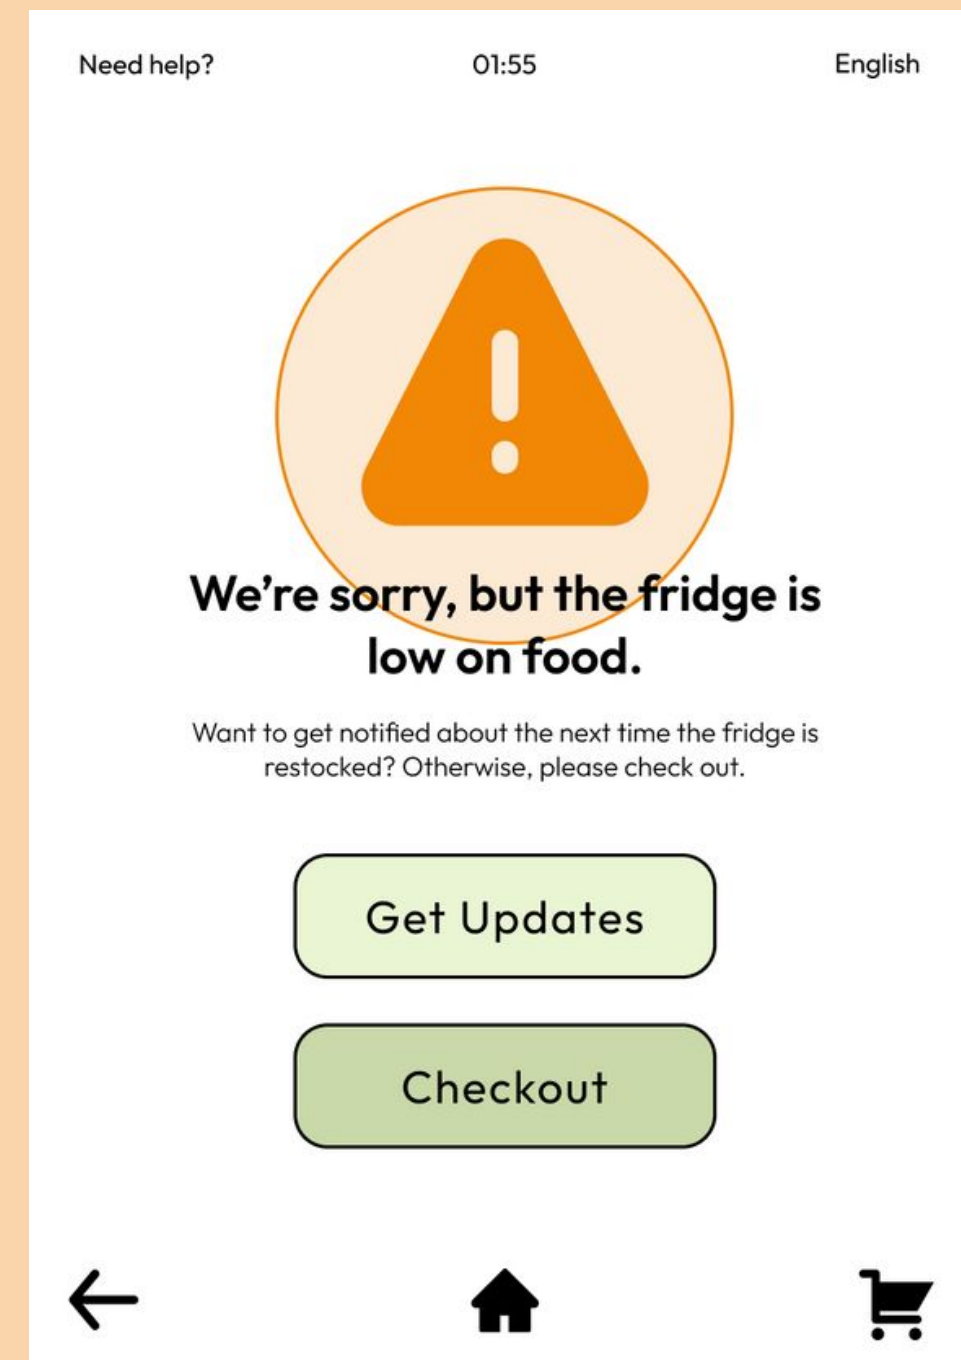 Need help?
01:55
English
We’re sorry, but the fridge is
low on food.
Want to get notified about the next time the fridge is
restocked? Otherwise, please check out.
Get Updates
Checkout